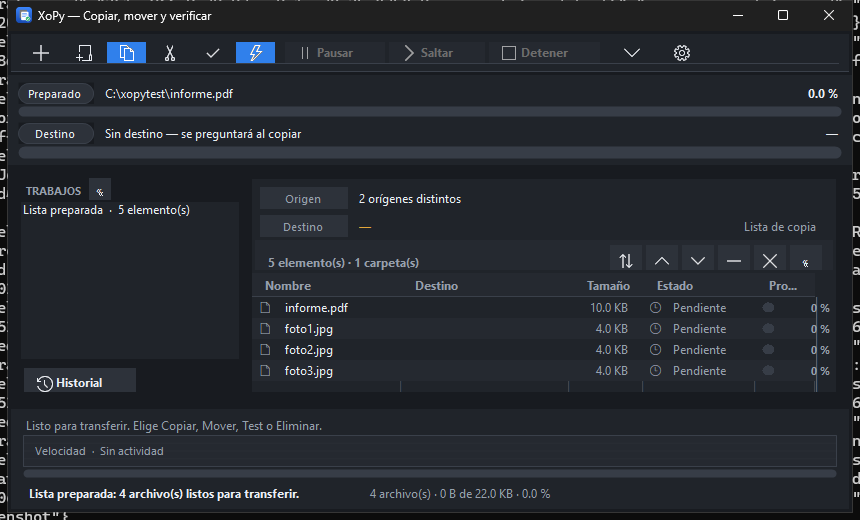 XoPy — Copiar, mover y verificar
Pausar
Saltar
Detener
Preparado C:\xopytest\informe.pdf 0.0 %
Destino Sin destino — se preguntará al copiar —
TRABAJOS
Lista preparada · 5 elemento(s)
Historial
Origen 2 orígenes distintos
Destino — Lista de copia
5 elemento(s) · 1 carpeta(s)
Nombre Destino Tamaño Estado Pro...
informe.pdf 10.0 KB Pendiente 0 %
foto1.jpg 4.0 KB Pendiente 0 %
foto2.jpg 4.0 KB Pendiente 0 %
foto3.jpg 4.0 KB Pendiente 0 %
Listo para transferir. Elige Copiar, Mover, Test o Eliminar.
Velocidad · Sin actividad
Lista preparada: 4 archivo(s) listos para transferir. 4 archivo(s) · 0 B de 22.0 KB · 0.0 %
enshot"}